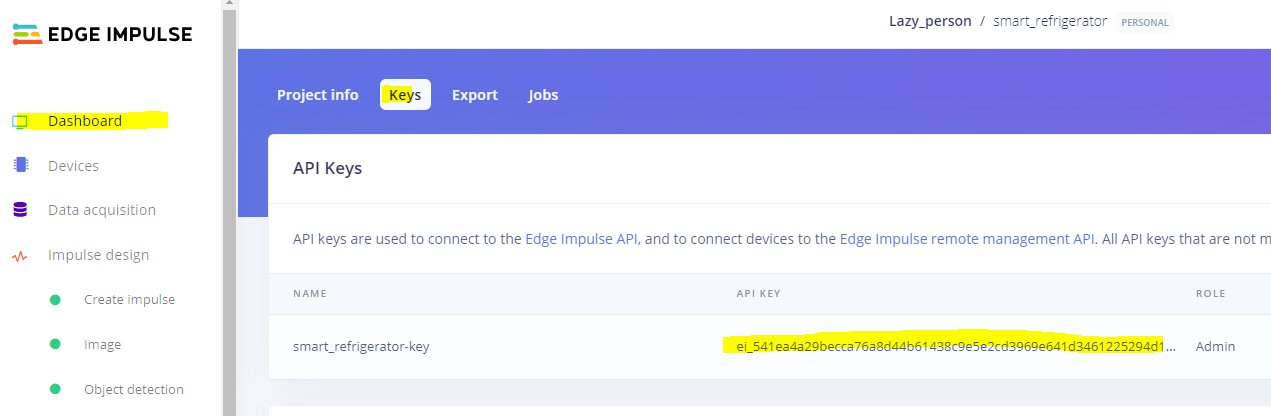 EDGE IMPULSE
Lazy_person / smart_refrigerator PERSONAL
Project info Keys Export Jobs
Dashboard
Devices
Data acquisition
Impulse design
Create impulse
Image
Object detection
API Keys
API keys are used to connect to the Edge Impulse API, and to connect devices to the Edge Impulse remote management API. All API keys that are not m
NAME API KEY ROLE
smart_refrigerator-key ei_541ea4a29becca76a8d44b61438c9e5e2cd3969e641d3461225294d1... Admin